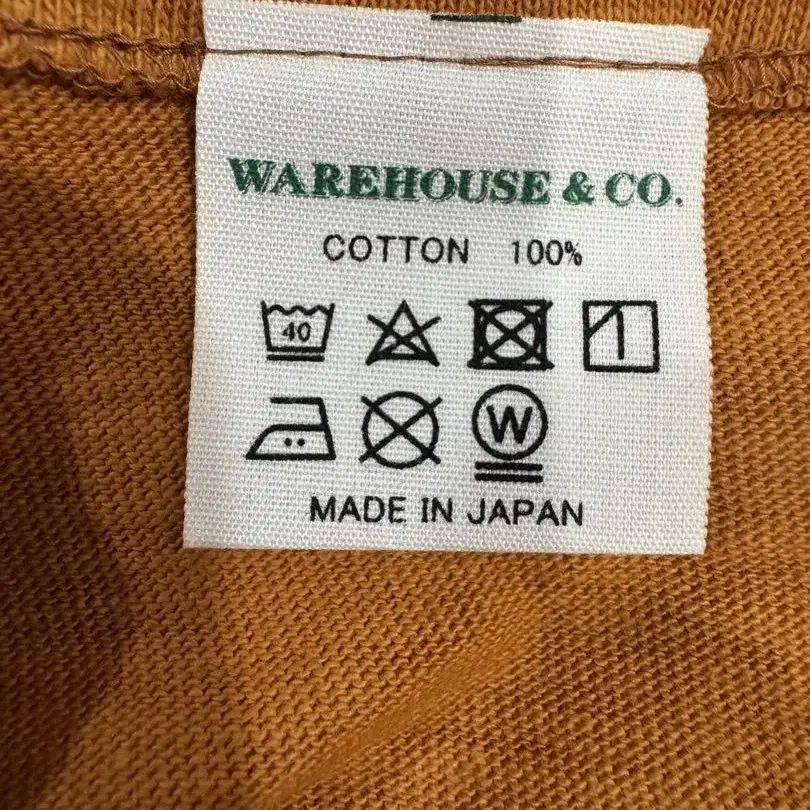 WAREHOUSE & CO.
COTTON 100%
40
W
MADE IN JAPAN